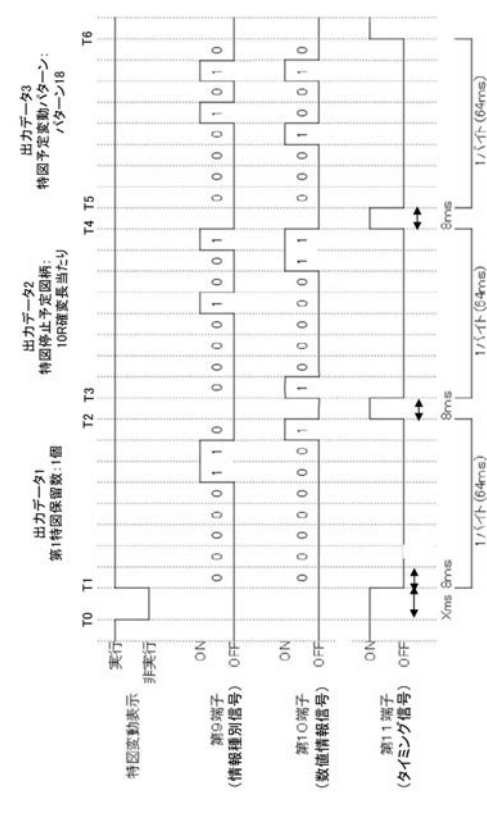 出力データ1
第1特図保留数：1個
出力データ2
特図停止予定図柄：
10R確変長当たり
出力データ3
特図予定変動パターン：
パターン18
T0 T1 T2 T3 T4 T5 T6
特図変動表示
実行
非実行
第9端子
(情報種別信号)
ON
OFF
0 0 0 0 0 1 1 0 0 0 0 0 1 0 0 1 0 0 0 0 1 0 1 0
第10端子
(数値情報信号)
ON
OFF
0 0 0 0 0 0 0 1 1 0 0 0 0 0 1 1 0 0 0 1 0 0 1 0
第11端子
(タイミング信号)
ON
OFF
Xms 8ms 8ms 8ms
1バイト(64ms) 1バイト(64ms) 1バイト(64ms)